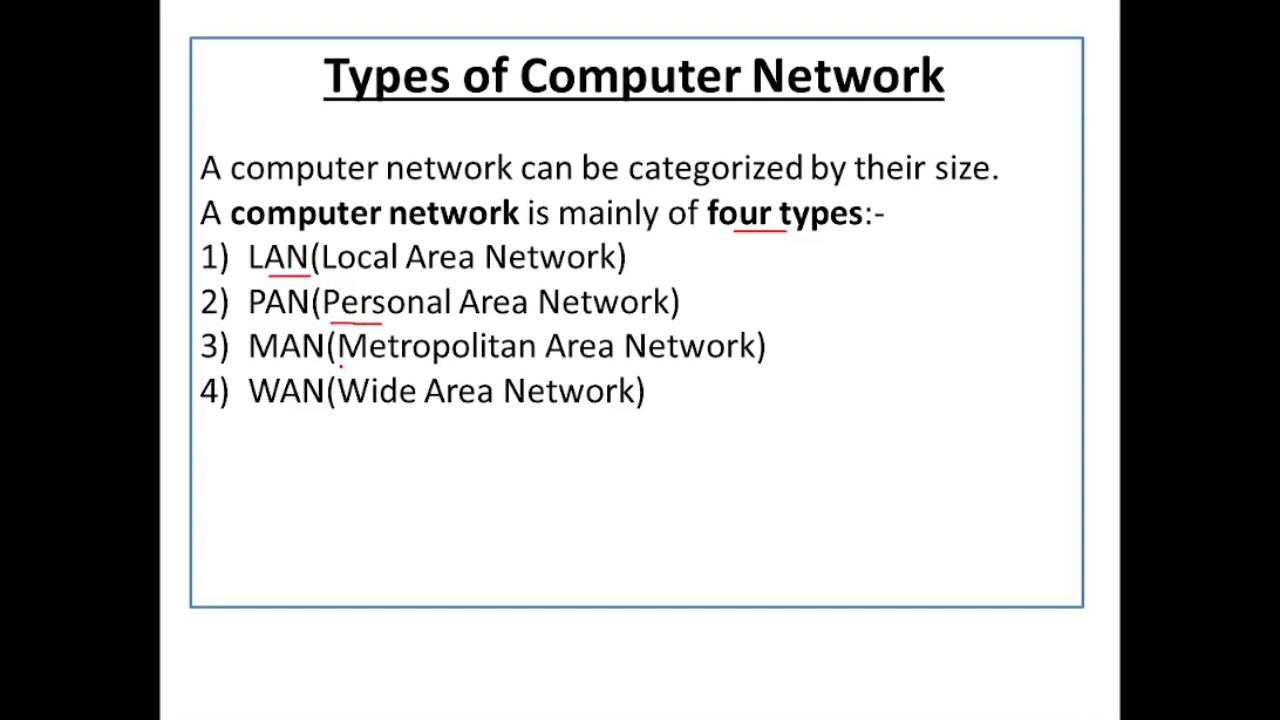 Types of Computer Network
A computer network can be categorized by their size.
A computer network is mainly of four types:-
1) LAN(Local Area Network)
2) PAN(Personal Area Network)
3) MAN(Metropolitan Area Network)
4) WAN(Wide Area Network)